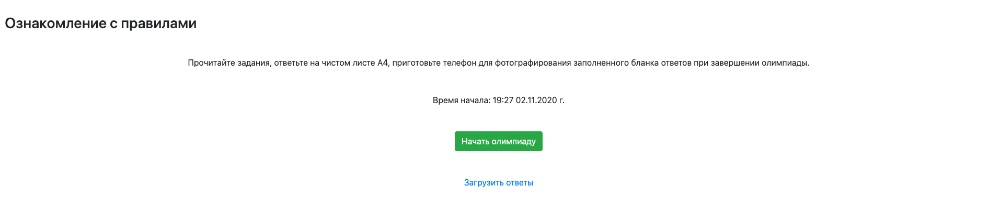 Ознакомление с правилами
Прочитайте задания, ответьте на чистом листе А4, приготовьте телефон для фотографирования заполненного бланка ответов при завершении олимпиады.
Время начала: 19:27 02.11.2020 г.
Начать олимпиаду
Загрузить ответы